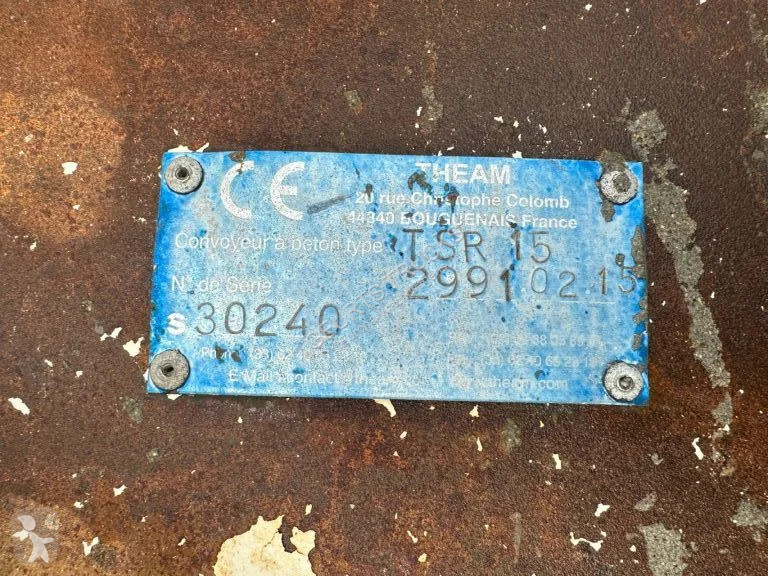 CE
THEAM
20 rue Christophe Colomb
44340 BOUGUENAIS France
Convoyeur à béton type TSR 15
N° de Série 2991 02 15
S 30240
E-Mail